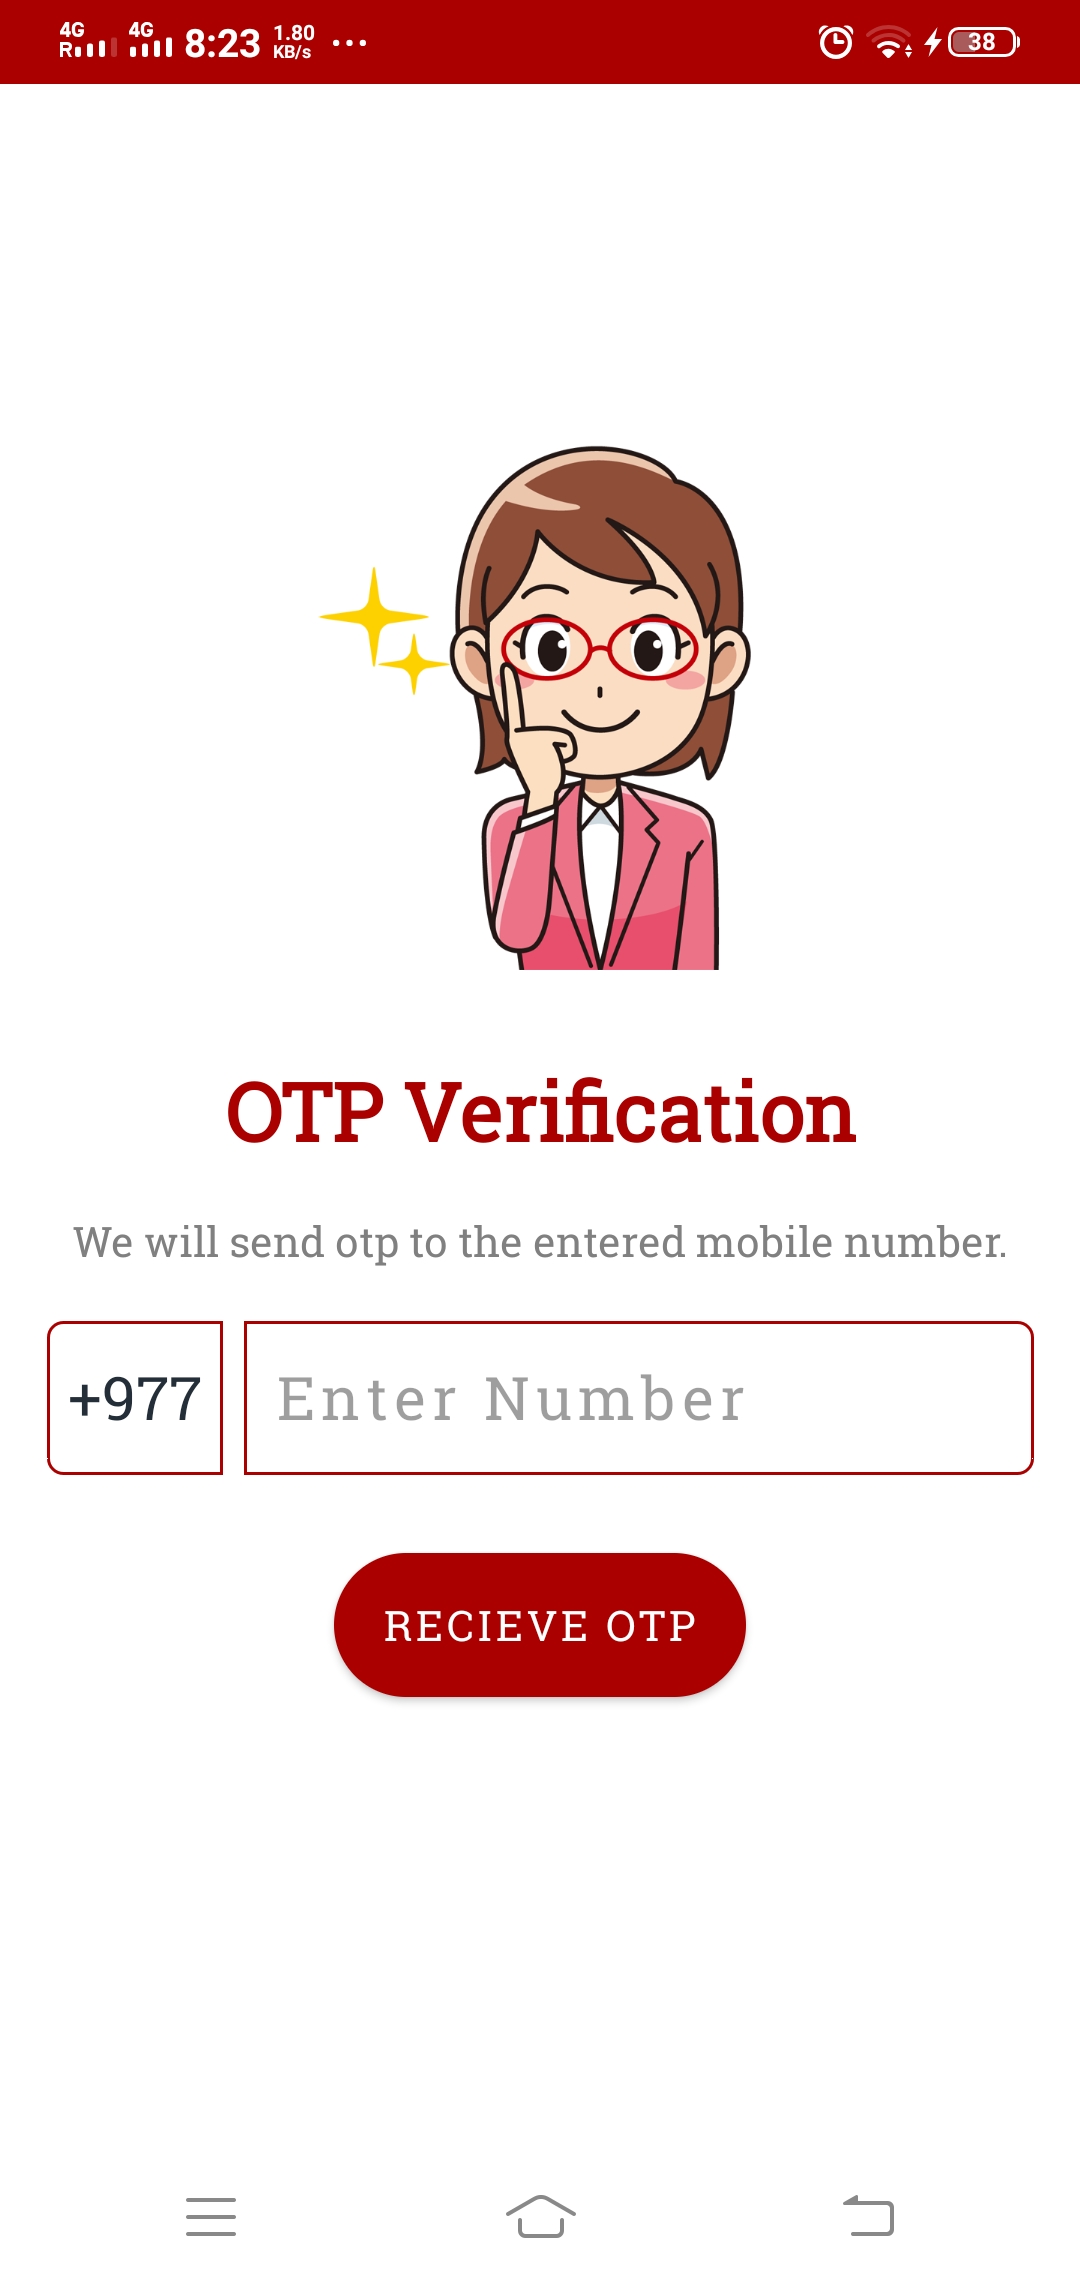 4G 4G 8:23 1.80 KB/s ... 38
R
OTP Verification
We will send otp to the entered mobile number.
+977 Enter Number
RECIEVE OTP